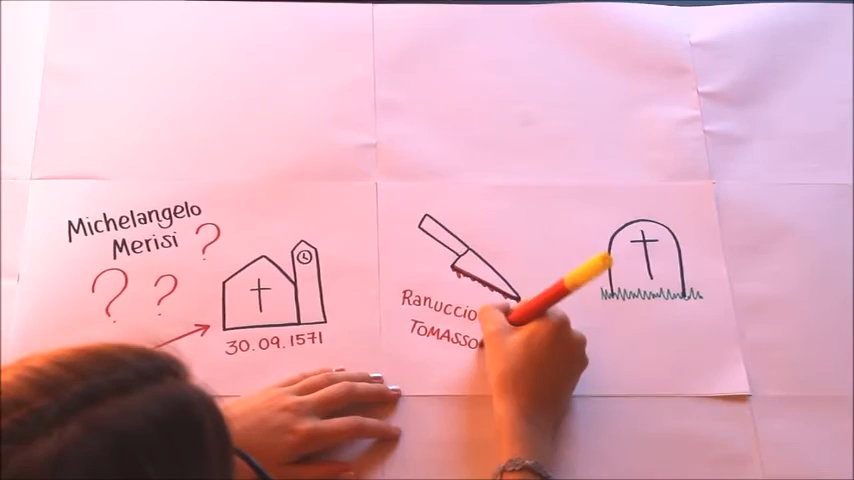 Michelangelo
Merisi ?
? ?
30.09.1571
Ranuccio
TOMASSO